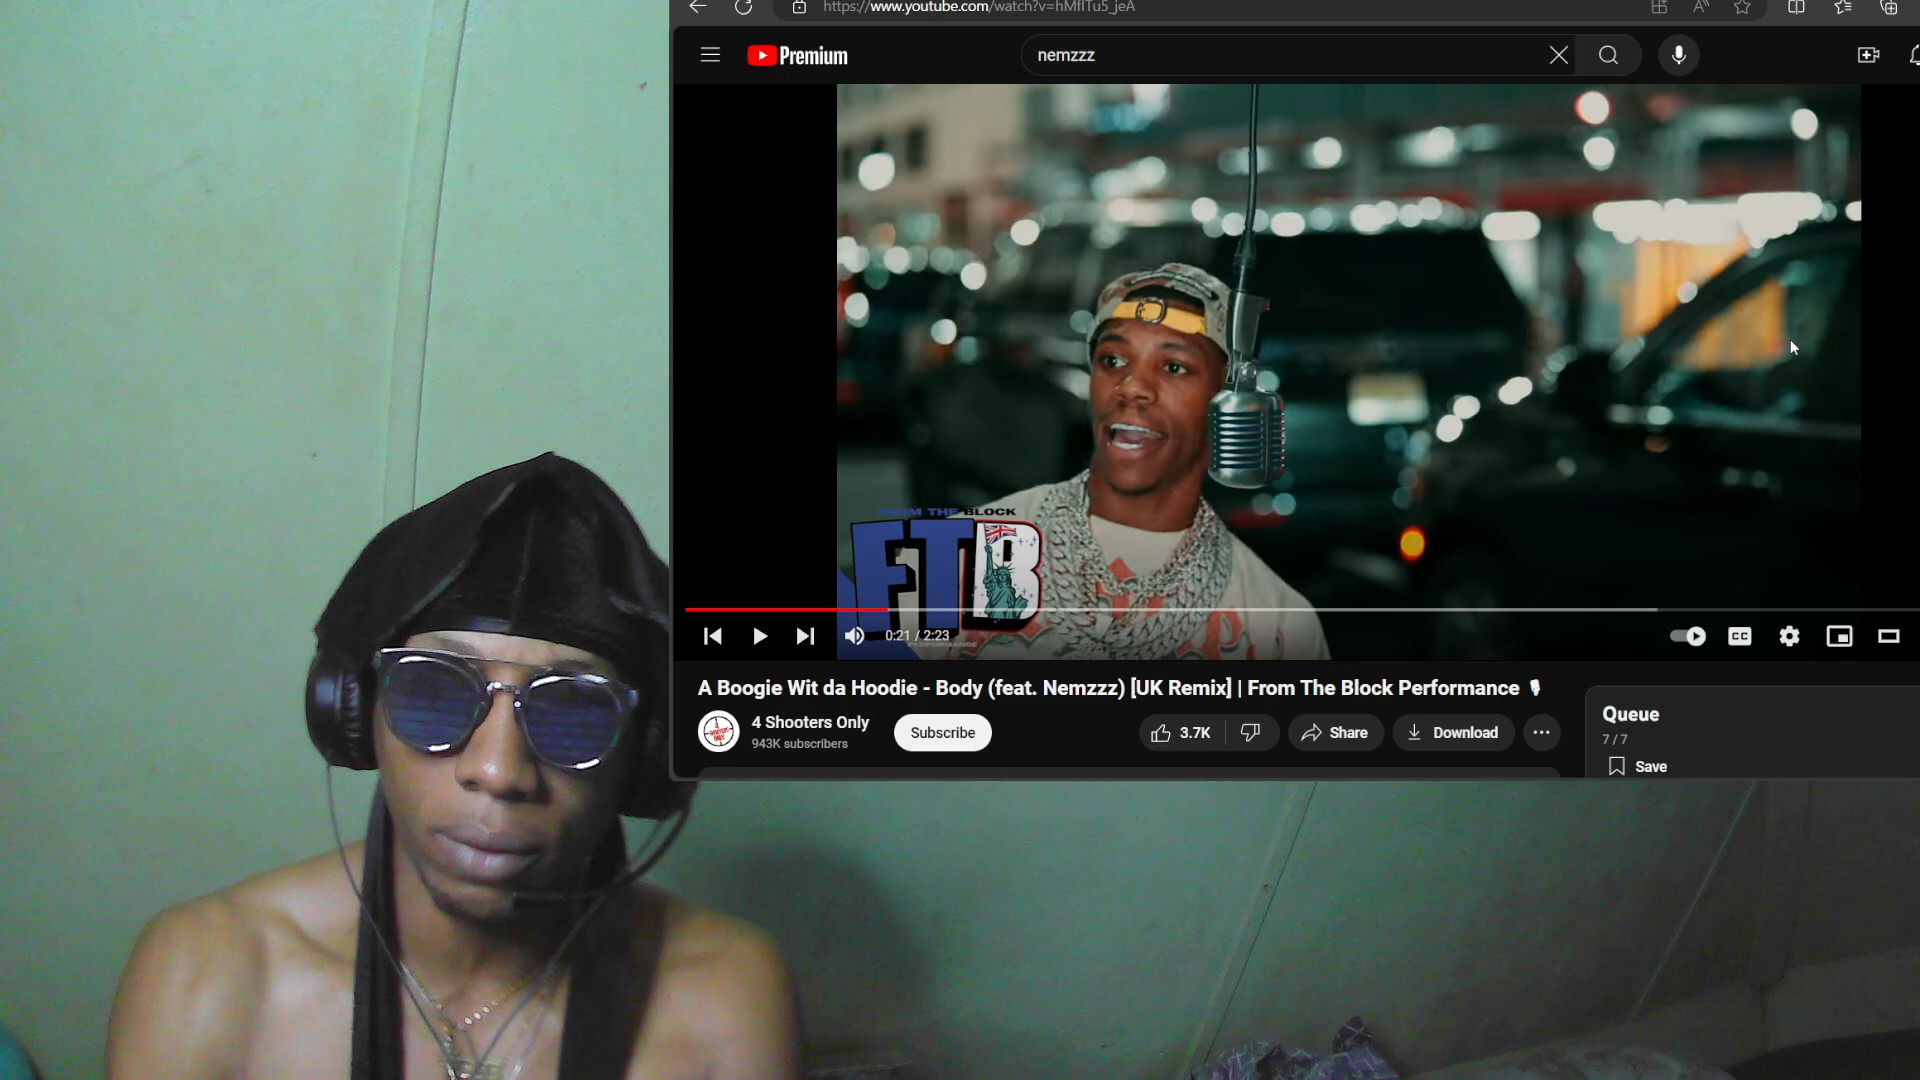 https://www.youtube.com/watch?v=hMflTu5_jeA
Premium
nemzzz
FROM THE BLOCK
FTB
PERFORMANCE
0:21 / 2:23
CC
A Boogie Wit da Hoodie - Body (feat. Nemzzz) [UK Remix] | From The Block Performance
4 Shooters Only
943K subscribers
Subscribe
3.7K
Share
Download
Queue
7 / 7
Save